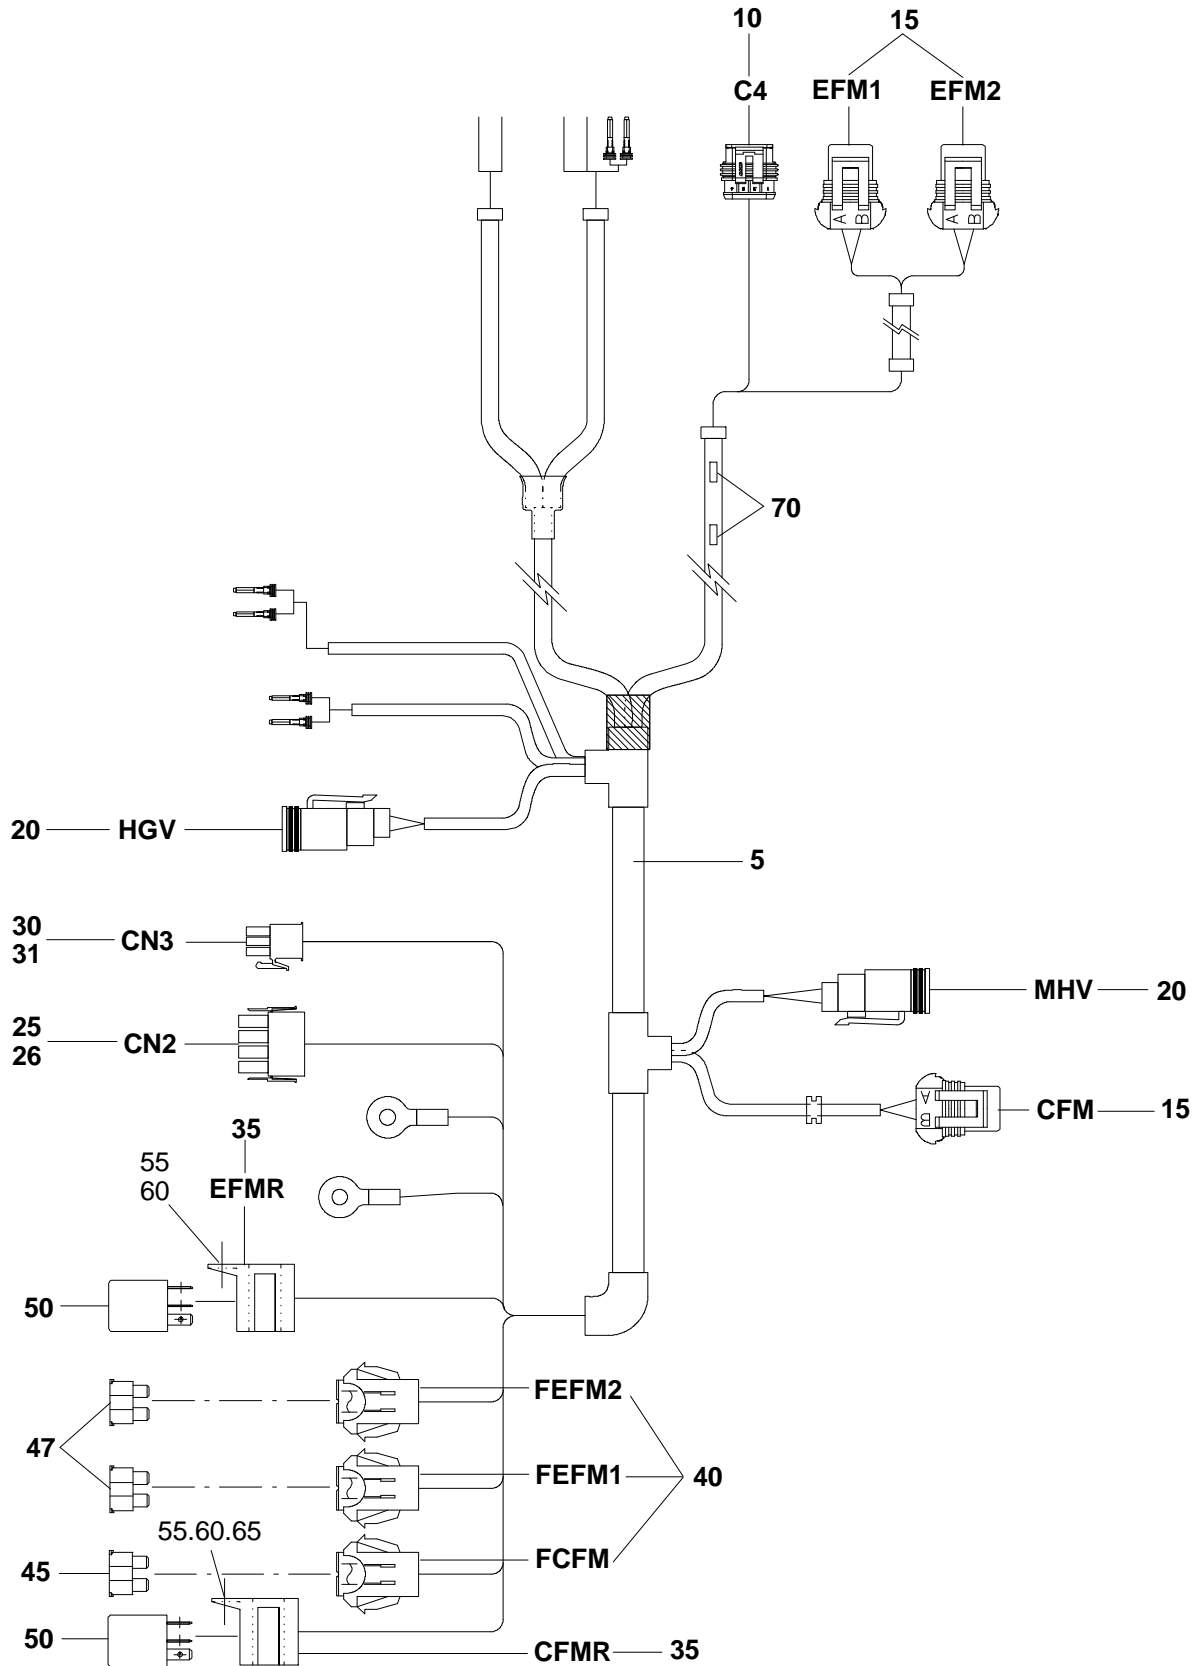 10 15
C4 EFM1 EFM2
A B A B
70
20 HGV
5
30
31 CN3
MHV 20
25
26 CN2
A
B
CFM 15
35
EFMR
55
60
50
FEFM2
47
FEFM1 40
55.60.65
45 FCFM
50
CFMR 35